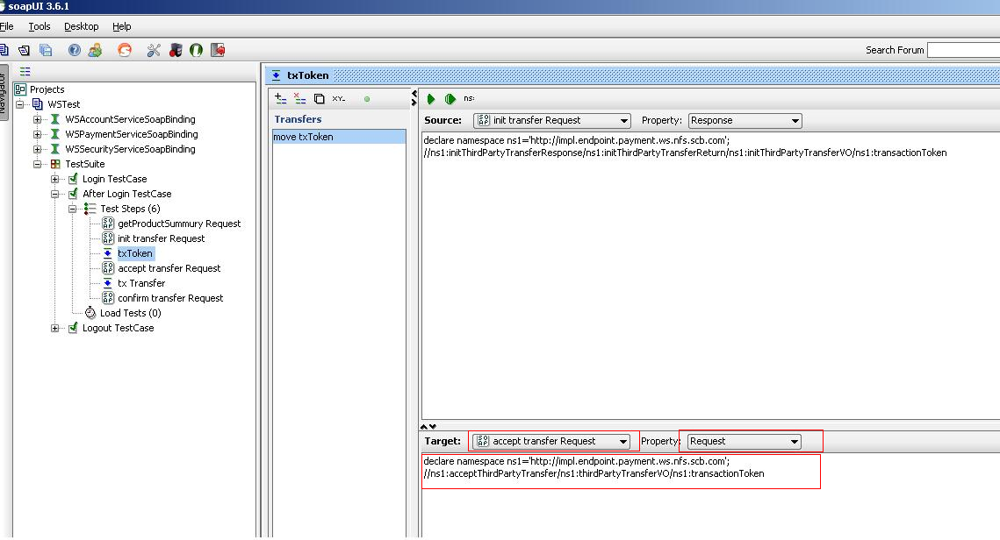 soapUI 3.6.1
File Tools Desktop Help
Search Forum
Navigator
txToken
Projects
WSTest
WSAccountServiceSoapBinding
WSPaymentServiceSoapBinding
WSSecurityServiceSoapBinding
TestSuite
Login TestCase
After Login TestCase
Test Steps (6)
getProductSummury Request
init transfer Request
txToken
accept transfer Request
tx Transfer
confirm transfer Request
Load Tests (0)
Logout TestCase
XY-
Transfers
move txToken
ns:
Source: init transfer Request Property: Response
declare namespace ns1='http://impl.endpoint.payment.ws.nfs.scb.com';
//ns1:initThirdPartyTransferResponse/ns1:initThirdPartyTransferReturn/ns1:initThirdPartyTransferVO/ns1:transactionToken
Target: accept transfer Request Property: Request
declare namespace ns1='http://impl.endpoint.payment.ws.nfs.scb.com';
//ns1:acceptThirdPartyTransfer/ns1:thirdPartyTransferVO/ns1:transactionToken